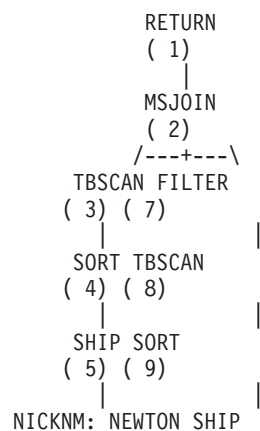 RETURN
( 1)
|
MSJOIN
( 2)
/---+---\
TBSCAN FILTER
( 3) ( 7)
| |
SORT TBSCAN
( 4) ( 8)
| |
SHIP SORT
( 5) ( 9)
| |
NICKNM: NEWTON SHIP